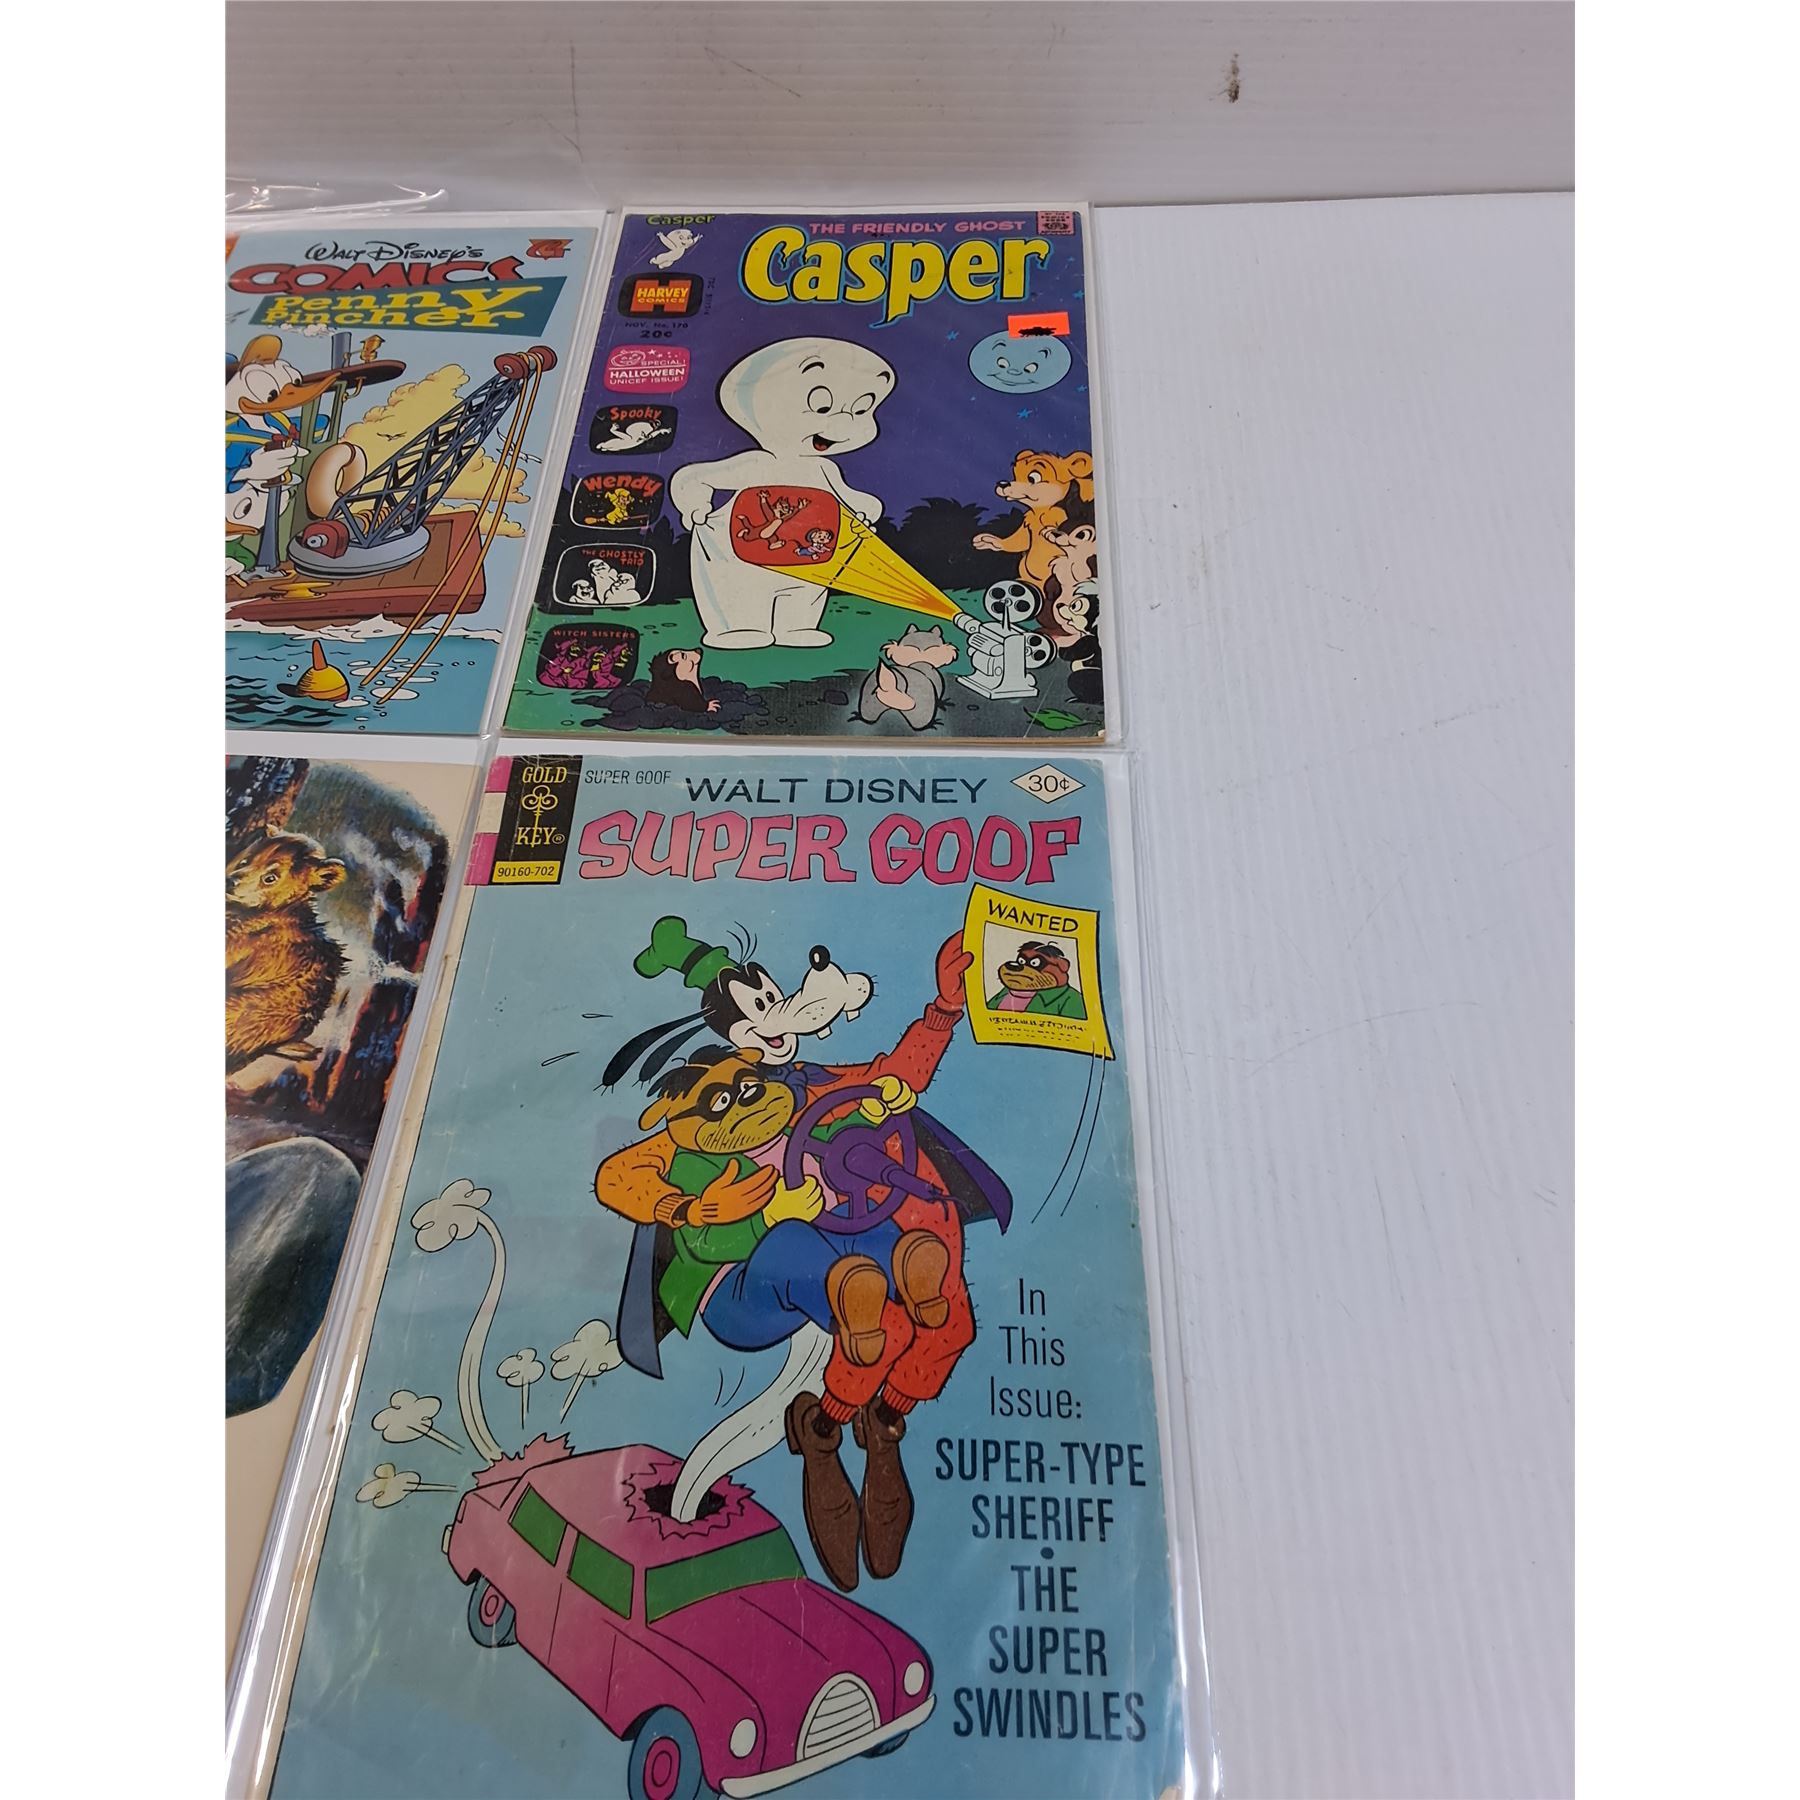 Walt Disney's
COMICS
Penny
Pincher
Casper
THE FRIENDLY GHOST
Casper
HARVEY
COMICS
NOV. No. 170
20¢
SPECIAL!
HALLOWEEN
UNICEF ISSUE!
Spooky
Wendy
THE GHOSTLY
TRIO
WITCH SISTERS
GOLD
KEY®
90160-702
SUPER GOOF
WALT DISNEY
30¢
SUPER GOOF
WANTED
In
This
Issue:
SUPER-TYPE
SHERIFF
•
THE
SUPER
SWINDLES